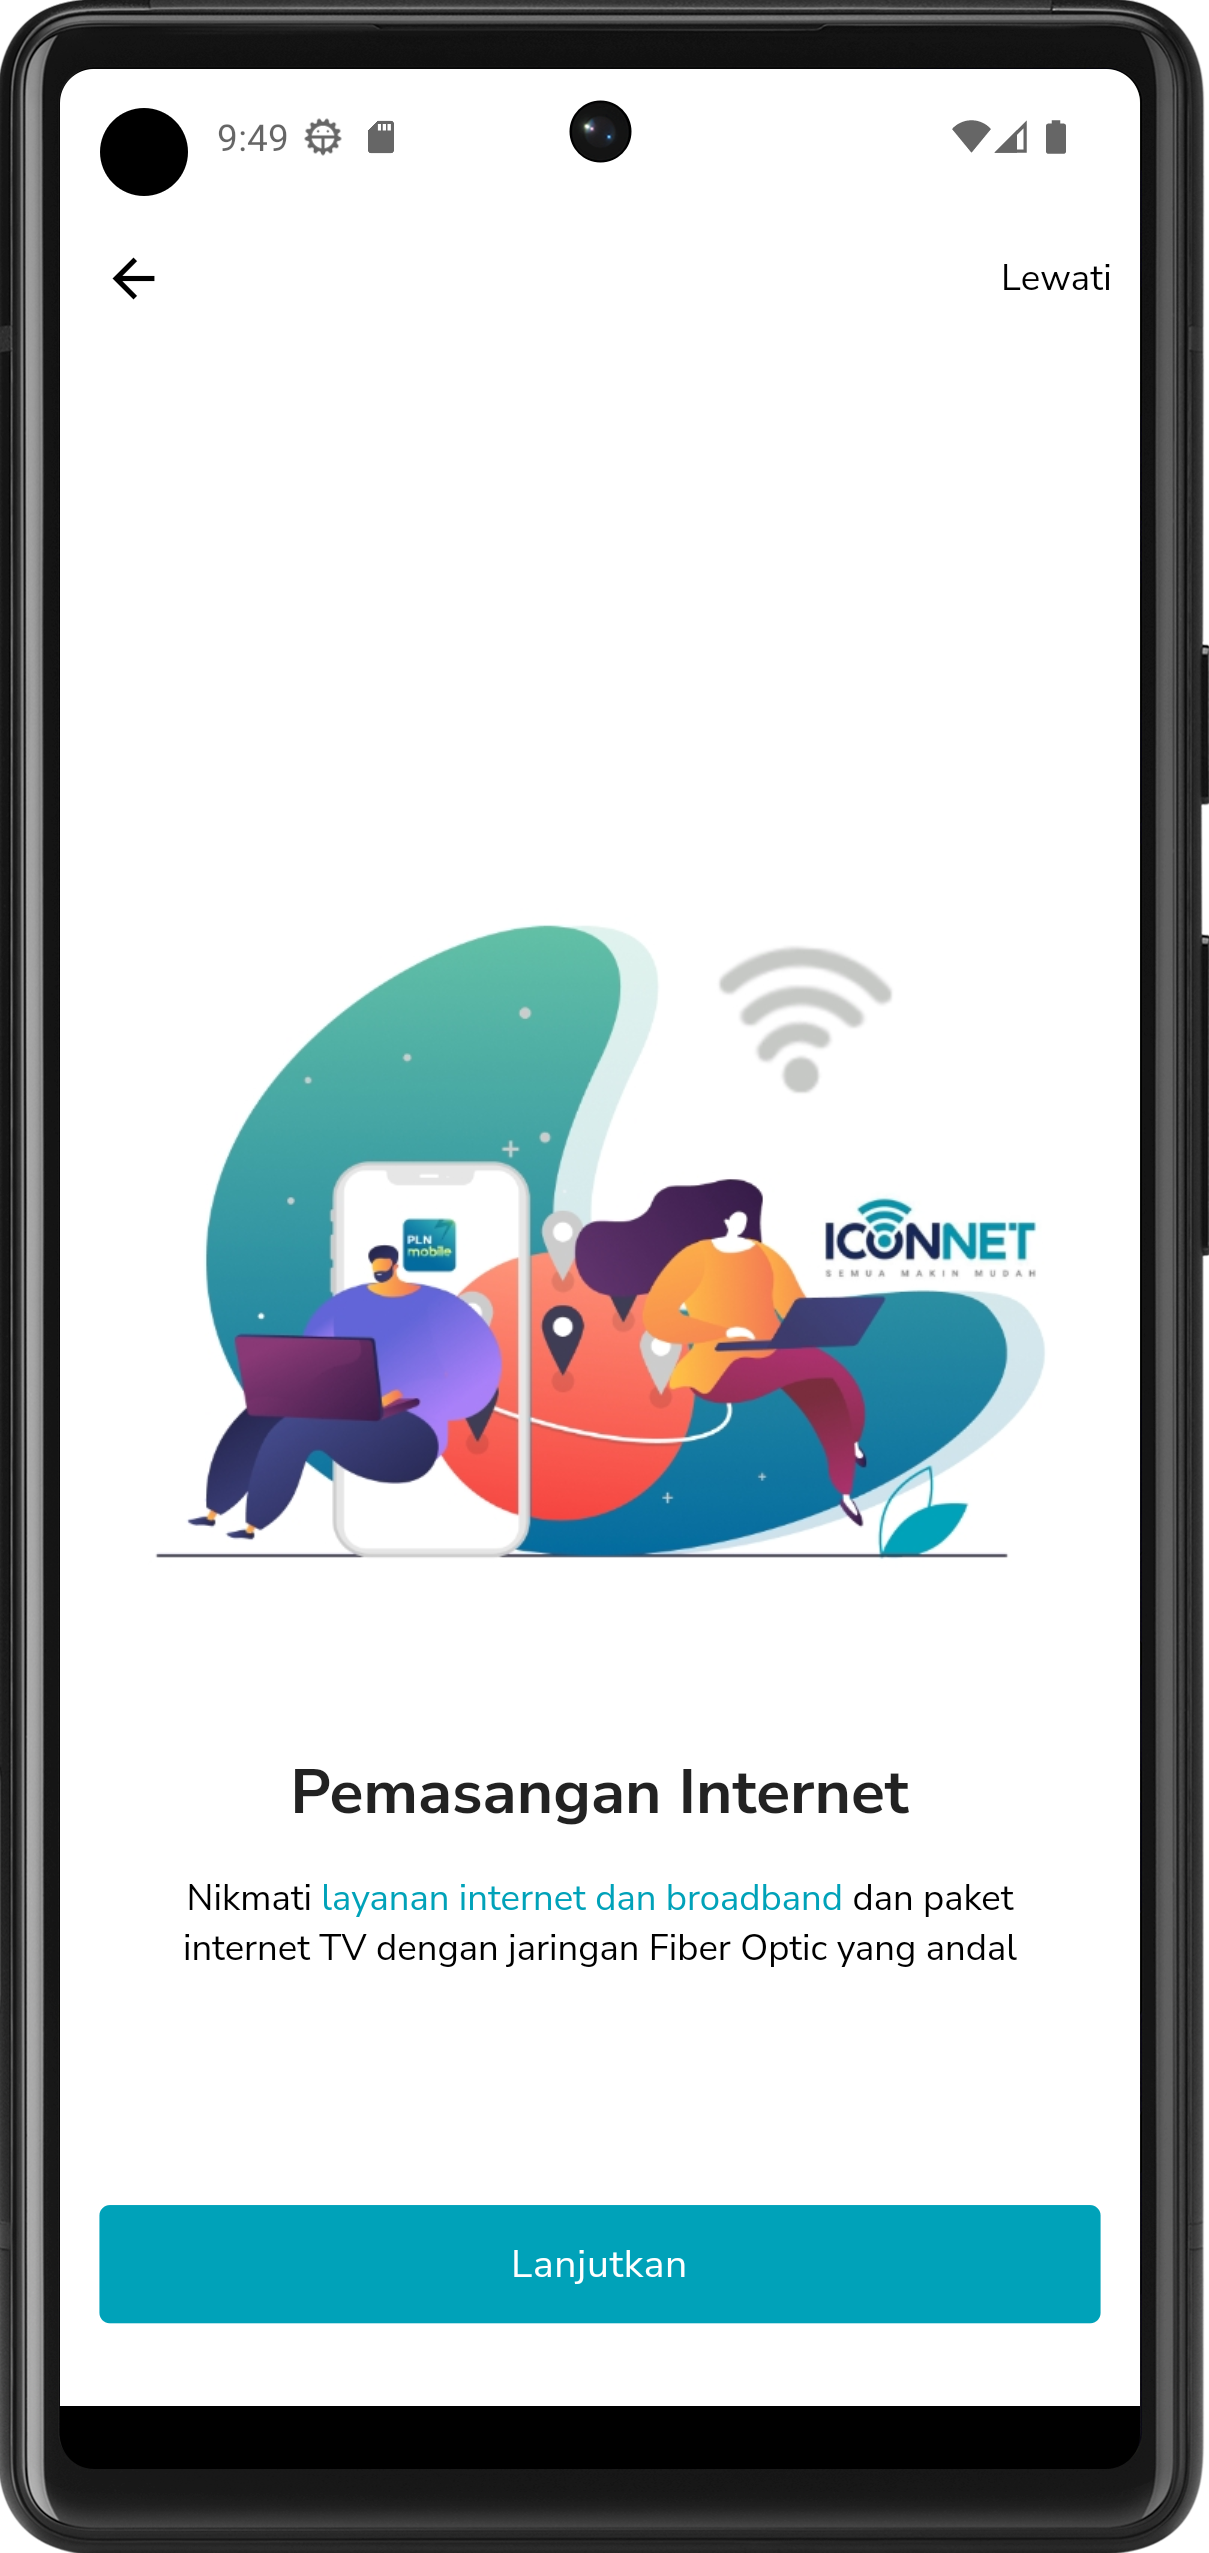 9:49
Lewati
PLN
mobile
ICONNET
SEMUA MAKIN MUDAH
Pemasangan Internet
Nikmati layanan internet dan broadband dan paket
internet TV dengan jaringan Fiber Optic yang andal
Lanjutkan